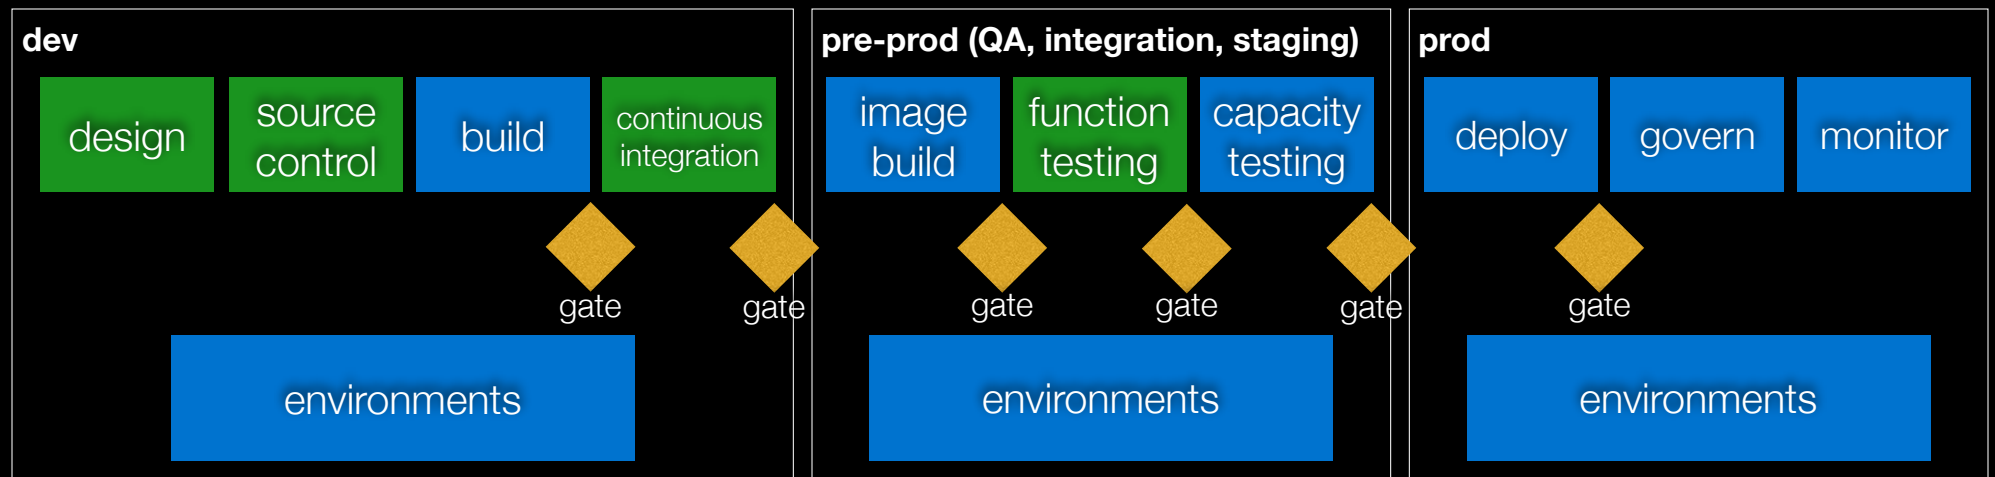 dev
design
source
control
build
continuous
integration
gate
gate
environments
pre-prod (QA, integration, staging)
image
build
function
testing
capacity
testing
gate
gate
gate
environments
prod
deploy
govern
monitor
gate
environments